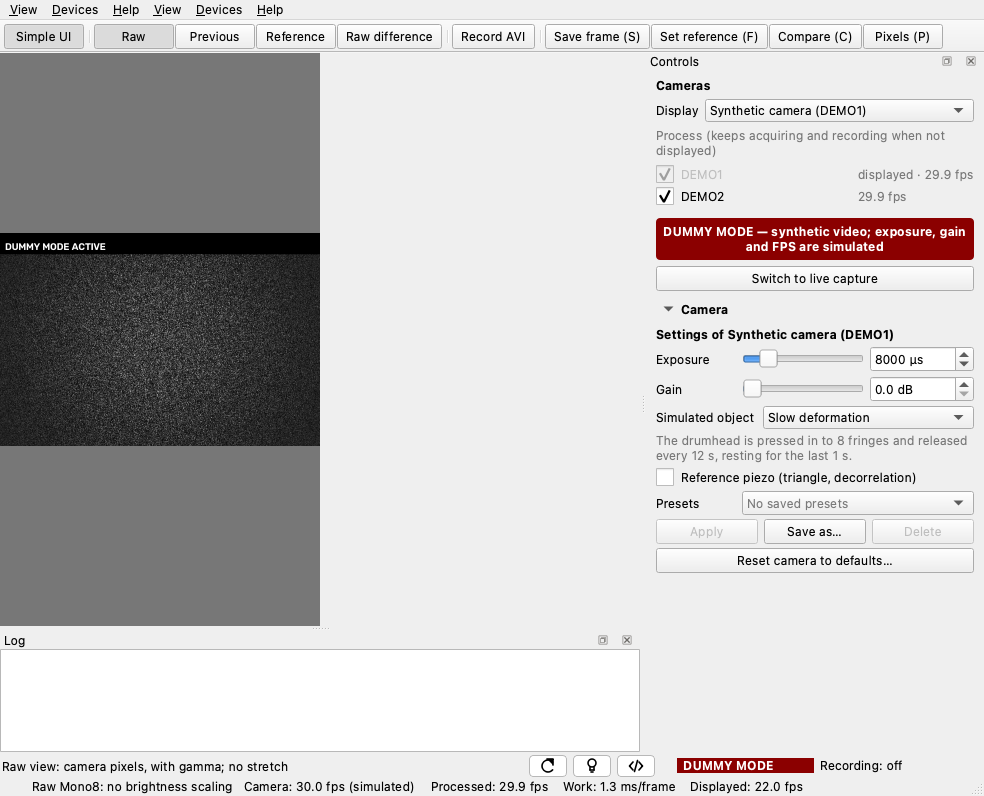 View Devices Help View Devices Help
Simple UI Raw Previous Reference Raw difference Record AVI Save frame (S) Set reference (F) Compare (C) Pixels (P)
Controls
Cameras
Display Synthetic camera (DEMO1)
Process (keeps acquiring and recording when not
displayed)
DEMO1 displayed · 29.9 fps
DEMO2 29.9 fps
DUMMY MODE — synthetic video; exposure, gain
and FPS are simulated
DUMMY MODE ACTIVE
Switch to live capture
Camera
Settings of Synthetic camera (DEMO1)
Exposure 8000 µs
Gain 0.0 dB
Simulated object Slow deformation
The drumhead is pressed in to 8 fringes and released
every 12 s, resting for the last 1 s.
Reference piezo (triangle, decorrelation)
Presets No saved presets
Apply Save as... Delete
Reset camera to defaults...
Log
Raw view: camera pixels, with gamma; no stretch DUMMY MODE Recording: off
Raw Mono8: no brightness scaling Camera: 30.0 fps (simulated) Processed: 29.9 fps Work: 1.3 ms/frame Displayed: 22.0 fps